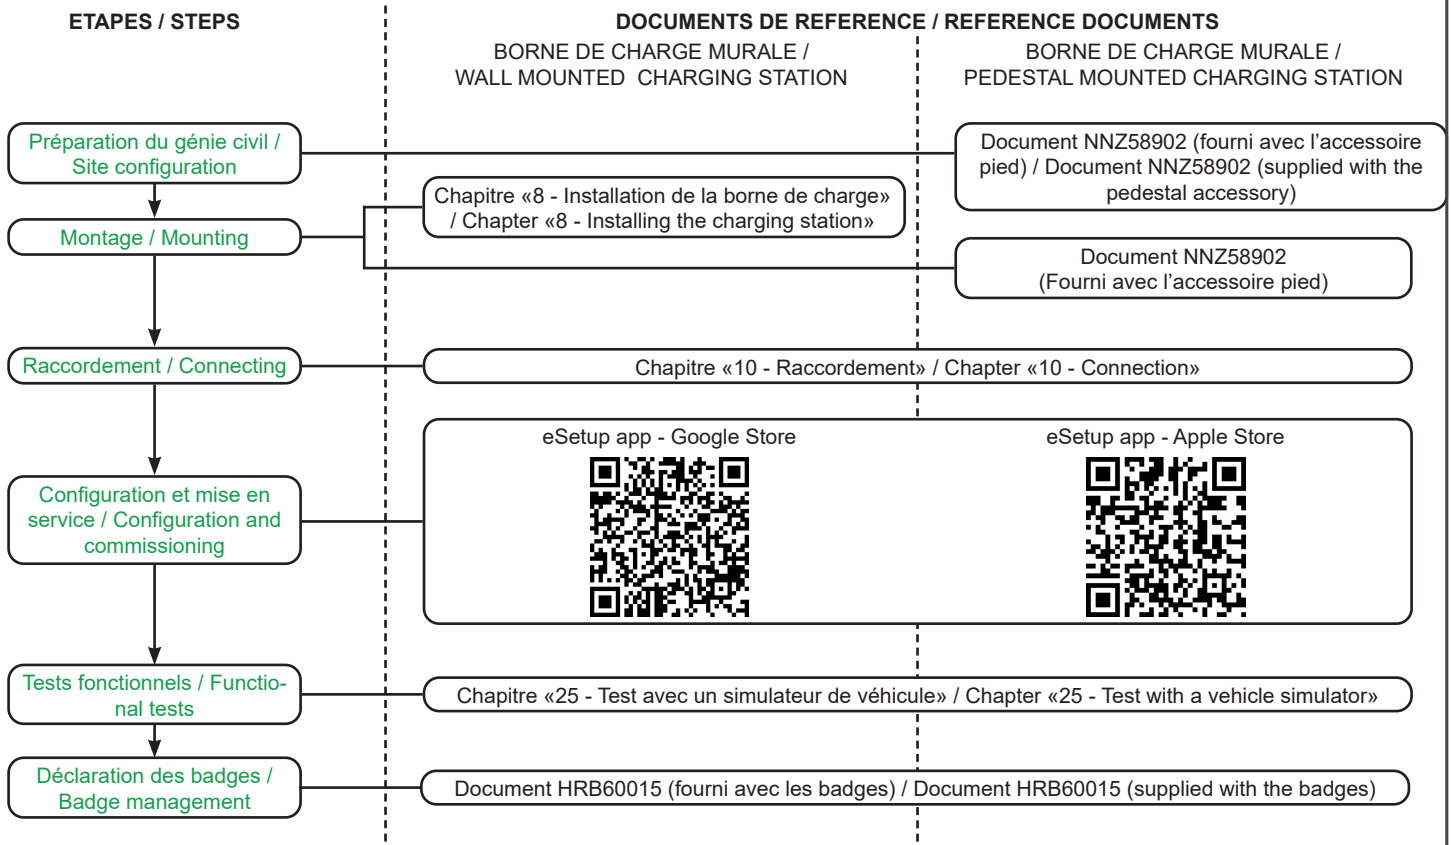 ETAPES / STEPS
DOCUMENTS DE REFERENCE / REFERENCE DOCUMENTS
BORNE DE CHARGE MURALE /
WALL MOUNTED CHARGING STATION
BORNE DE CHARGE MURALE /
PEDESTAL MOUNTED CHARGING STATION
Préparation du génie civil /
Site configuration
Document NNZ58902 (fourni avec l’accessoire
pied) / Document NNZ58902 (supplied with the
pedestal accessory)
Montage / Mounting
Chapitre «8 - Installation de la borne de charge»
/ Chapter «8 - Installing the charging station»
Document NNZ58902
(Fourni avec l’accessoire pied)
Raccordement / Connecting
Chapitre «10 - Raccordement» / Chapter «10 - Connection»
Configuration et mise en
service / Configuration and
commissioning
eSetup app - Google Store
eSetup app - Apple Store
Tests fonctionnels / Functio-
nal tests
Chapitre «25 - Test avec un simulateur de véhicule» / Chapter «25 - Test with a vehicle simulator»
Déclaration des badges /
Badge management
Document HRB60015 (fourni avec les badges) / Document HRB60015 (supplied with the badges)